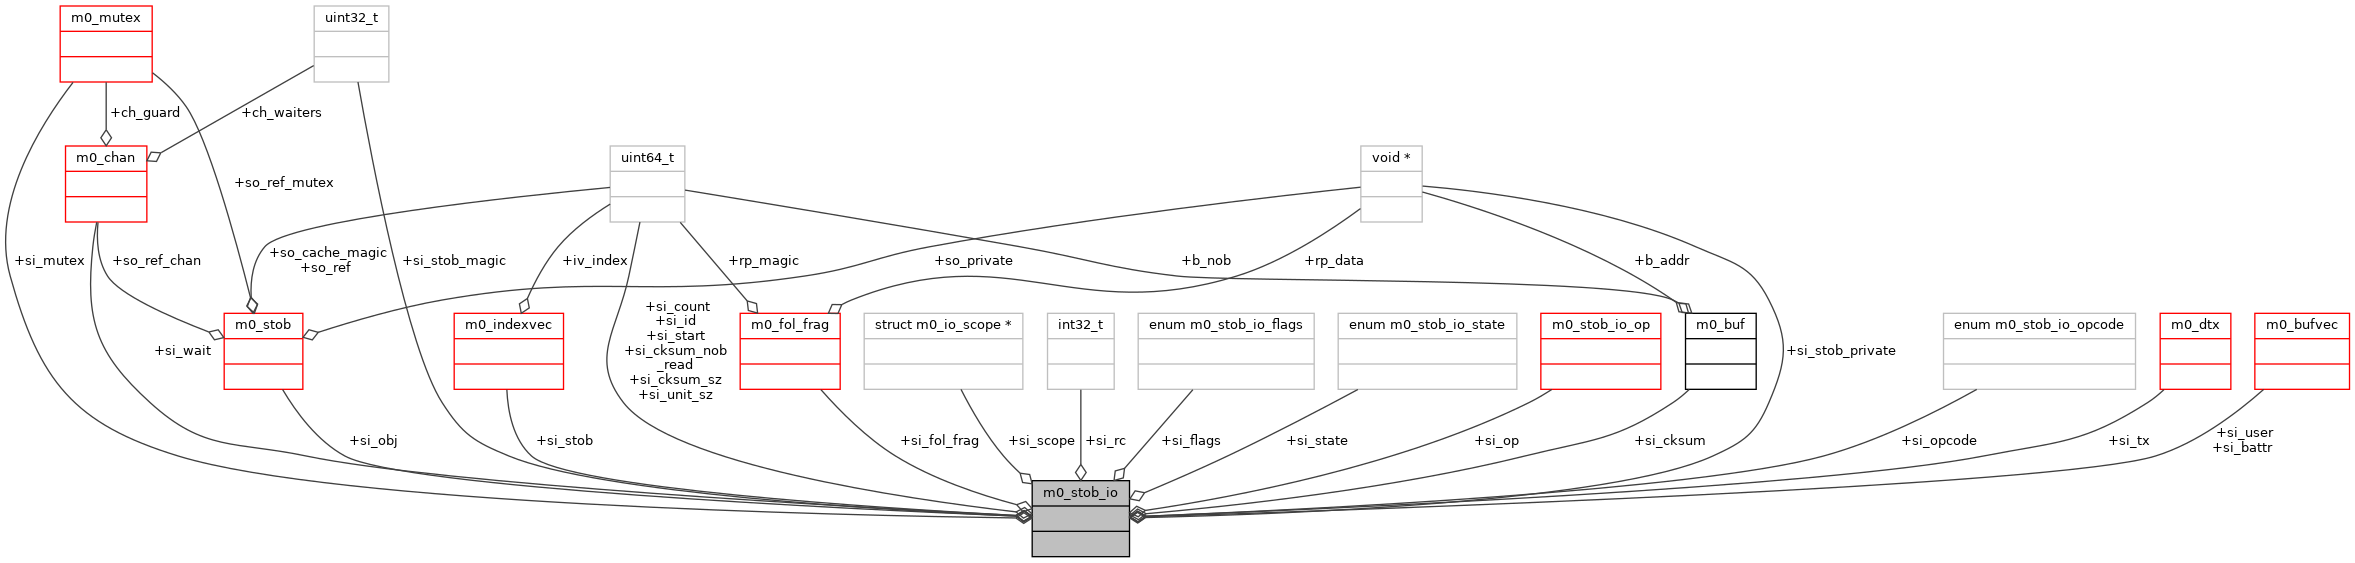 m0_mutex
uint32_t
+ch_guard
+ch_waiters
m0_chan
uint64_t
void *
+so_ref_mutex
+si_mutex
+so_ref_chan
+so_cache_magic
+so_ref
+si_stob_magic
+iv_index
+rp_magic
+so_private
+b_nob
+rp_data
+b_addr
+si_wait
m0_stob
m0_indexvec
+si_count
+si_id
+si_start
+si_cksum_nob
_read
+si_cksum_sz
+si_unit_sz
m0_fol_frag
struct m0_io_scope *
int32_t
enum m0_stob_io_flags
enum m0_stob_io_state
m0_stob_io_op
m0_buf
+si_stob_private
enum m0_stob_io_opcode
m0_dtx
m0_bufvec
+si_obj
+si_stob
+si_fol_frag
+si_scope
+si_rc
+si_flags
+si_state
+si_op
+si_cksum
+si_opcode
+si_tx
+si_user
+si_battr
m0_stob_io